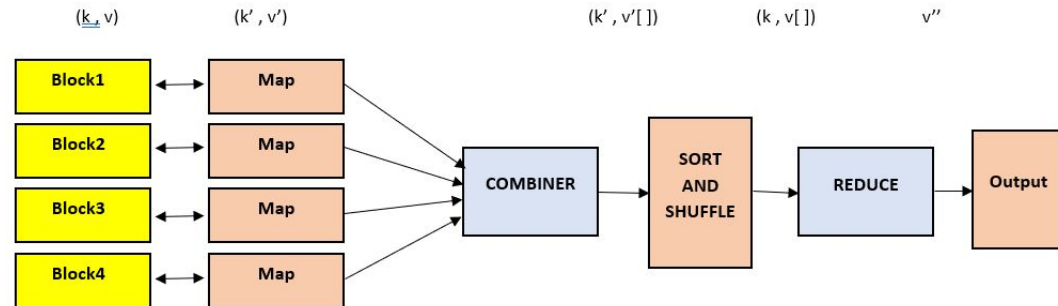 (k , v) (k’ , v’) (k’ , v’[ ]) (k , v[ ]) v’’
Block1 Map
Block2 Map
Block3 Map
Block4 Map
COMBINER
SORT
AND
SHUFFLE
REDUCE
Output